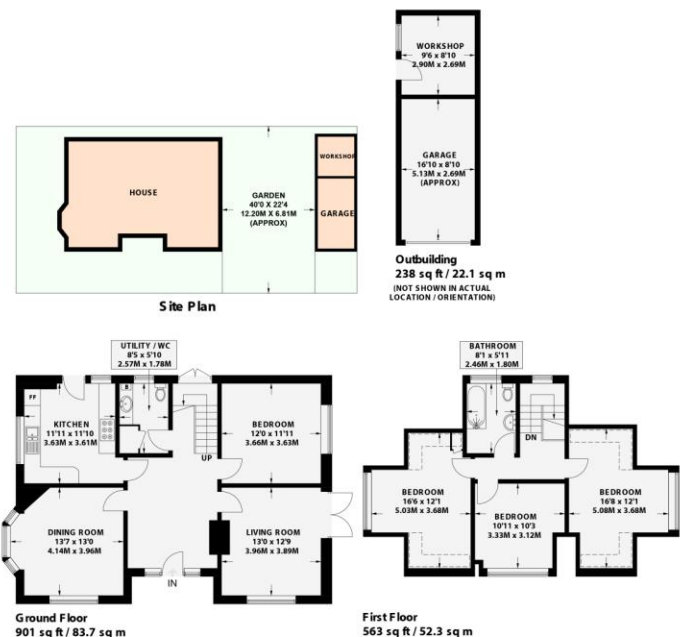 WORKSHOP
9'6 x 8'10
2.90M x 2.69M
GARAGE
16'10 x 8'10
5.13M x 2.69M
(APPROX)
Outbuilding
238 sq ft / 22.1 sq m
(NOT SHOWN IN ACTUAL
LOCATION / ORIENTATION)
HOUSE
GARDEN
40'0 X 22'4
12.20M X 6.81M
(APPROX)
WORKSHOP
GARAGE
Site Plan
UTILITY / WC
8'5 x 5'10
2.57M x 1.78M
FF
B
KITCHEN
11'11 x 11'10
3.63M x 3.61M
UP
BEDROOM
12'0 x 11'11
3.66M x 3.63M
DINING ROOM
13'7 x 13'0
4.14M x 3.96M
LIVING ROOM
13'0 x 12'9
3.96M x 3.89M
IN
Ground Floor
901 sq ft / 83.7 sq m
BATHROOM
8'1 x 5'11
2.46M x 1.80M
DN
BEDROOM
16'6 x 12'1
5.03M x 3.68M
BEDROOM
10'11 x 10'3
3.33M x 3.12M
BEDROOM
16'8 x 12'1
5.08M x 3.68M
First Floor
563 sq ft / 52.3 sq m